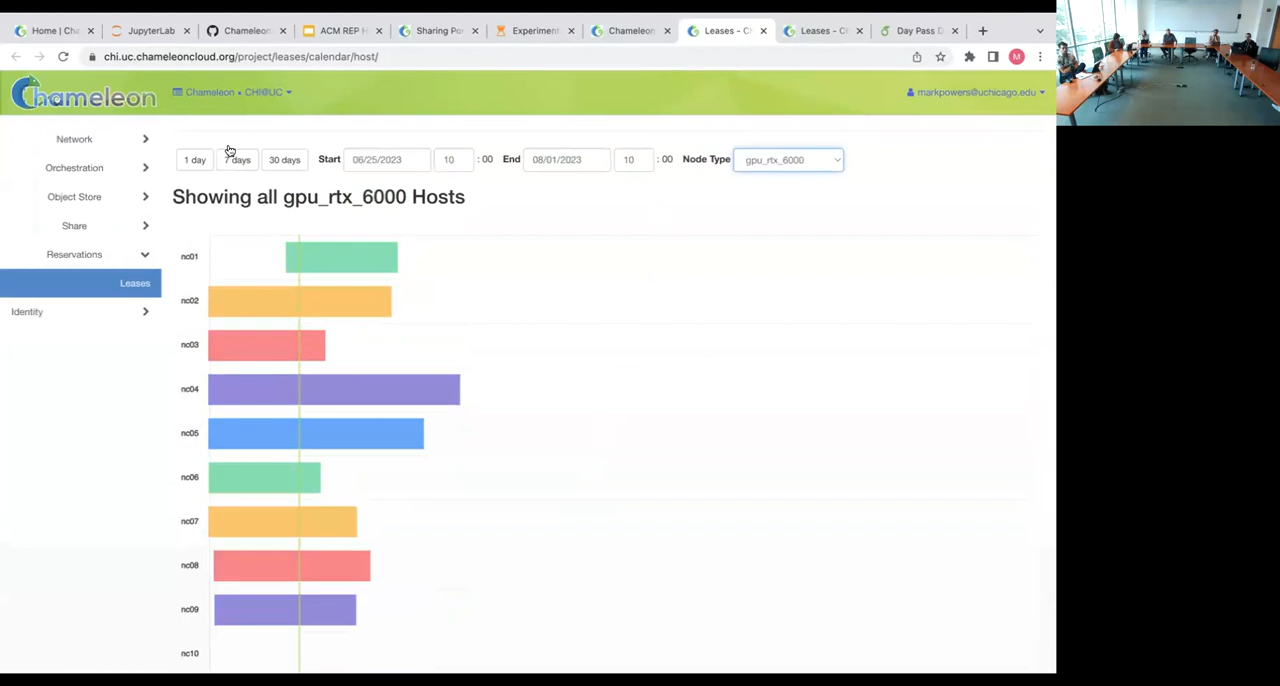 Home | Cha
JupyterLab
Chameleon
ACM REP H
Sharing Por
Experiment
Chameleon
Leases - Ch
Leases - Ch
Day Pass D
chi.uc.chameleoncloud.org/project/leases/calendar/host/
M
Chameleon
Chameleon • CHI@UC
markpowers@uchicago.edu
Network
Orchestration
Object Store
Share
Reservations
Leases
Identity
1 day 7 days 30 days Start 06/25/2023 10 : 00 End 08/01/2023 10 : 00 Node Type gpu_rtx_6000
Showing all gpu_rtx_6000 Hosts
nc01
nc02
nc03
nc04
nc05
nc06
nc07
nc08
nc09
nc10